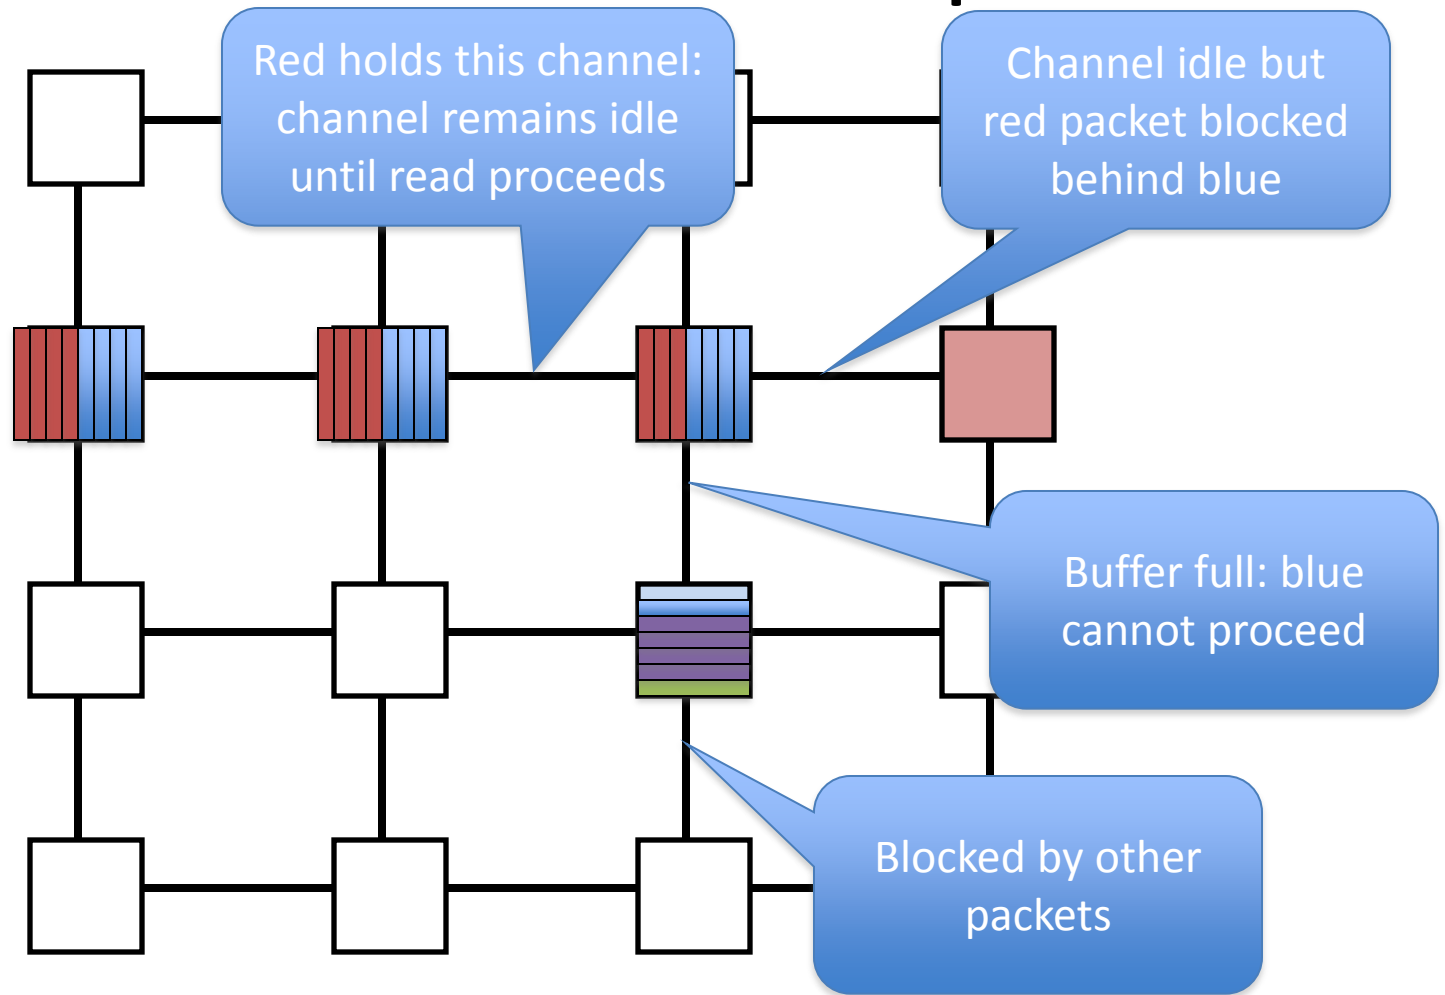 Red holds this channel:
channel remains idle
until read proceeds
Channel idle but
red packet blocked
behind blue
Buffer full: blue
cannot proceed
Blocked by other
packets